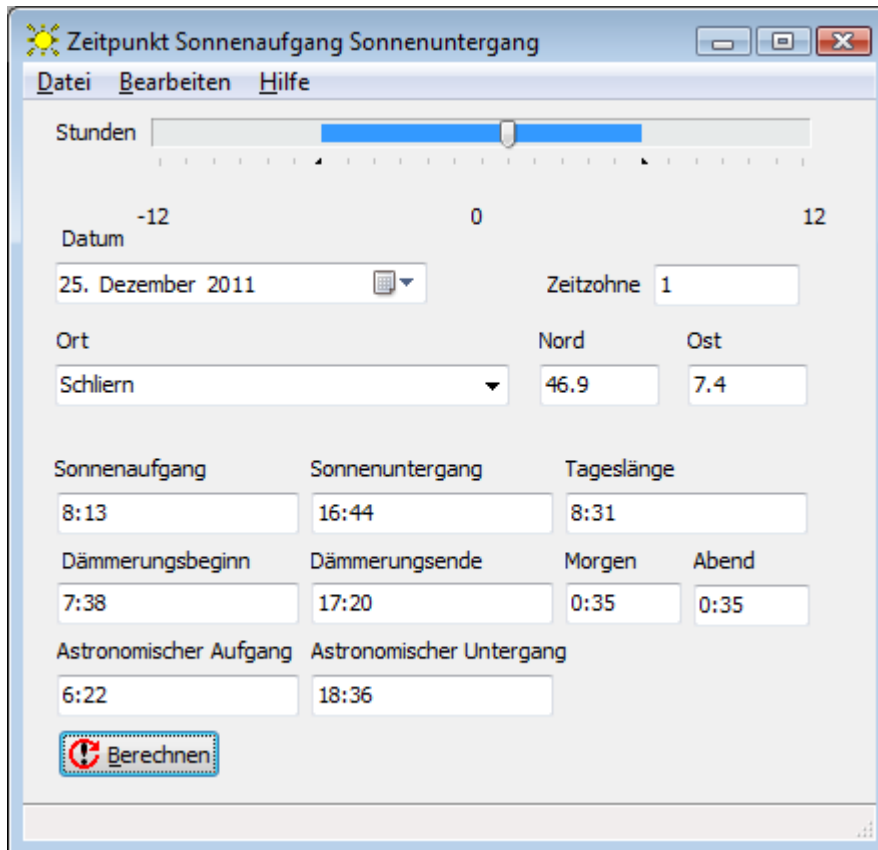 Zeitpunkt Sonnenaufgang Sonnenuntergang
Datei Bearbeiten Hilfe
Stunden
-12 0 12
Datum
25. Dezember 2011 Zeitzohne 1
Ort Nord Ost
Schliern 46.9 7.4
Sonnenaufgang Sonnenuntergang Tageslänge
8:13 16:44 8:31
Dämmerungsbeginn Dämmerungsende Morgen Abend
7:38 17:20 0:35 0:35
Astronomischer Aufgang Astronomischer Untergang
6:22 18:36
Berechnen